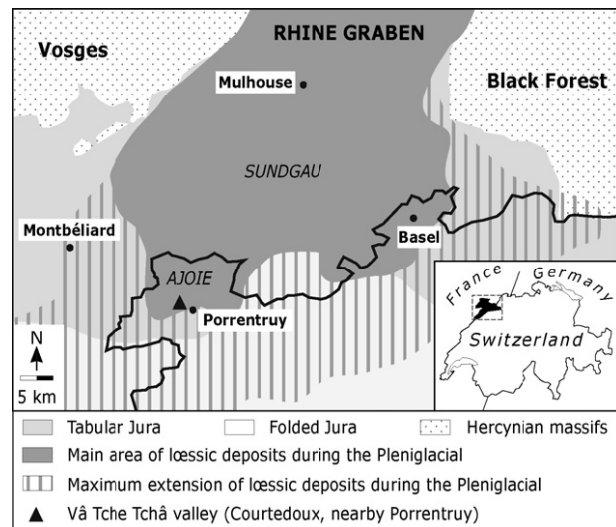 RHINE GRABEN
Vosges
Mulhouse
Black Forest
SUNDGAU
Montbéliard
Basel
AJOIE
Porrentruy
N
5 km
France
Germany
Switzerland
Tabular Jura
Folded Jura
Hercynian massifs
Main area of lœssic deposits during the Pleniglacial
Maximum extension of lœssic deposits during the Pleniglacial
Vâ Tche Tchâ valley (Courtedoux, nearby Porrentruy)